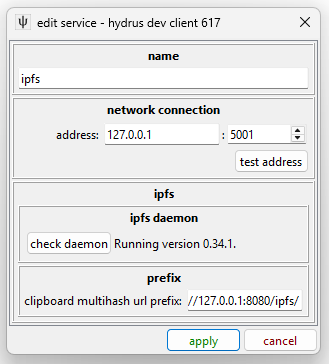 edit service - hydrus dev client 617
name
ipfs
network connection
address: 127.0.0.1 : 5001
test address
ipfs
ipfs daemon
check daemon Running version 0.34.1.
prefix
clipboard multihash url prefix: //127.0.0.1:8080/ipfs/
apply cancel